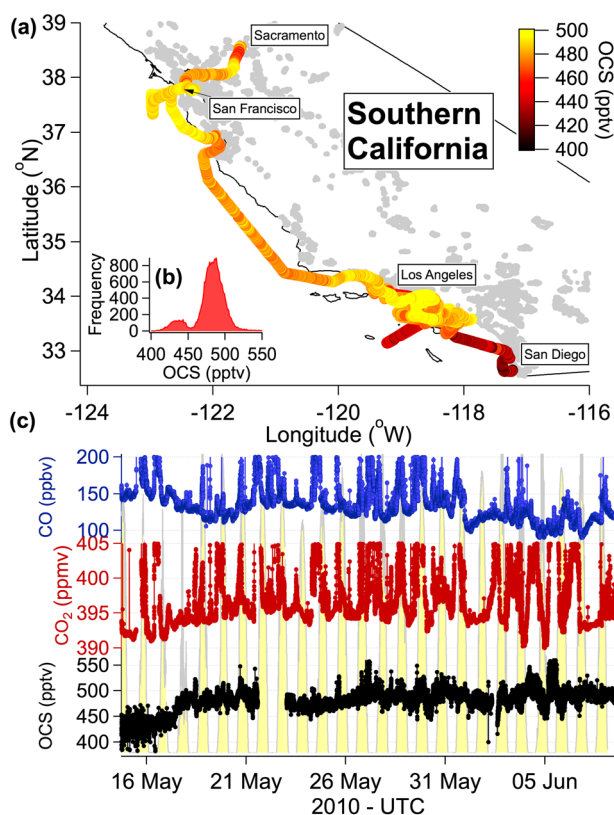 (a)
39
38
37
36
35
34
33
Latitude (°N)
Sacramento
San Francisco
Southern
California
500
480
460
440
420
400
OCS (pptv)
Los Angeles
San Diego
(b)
800
600
400
200
0
Frequency
400 450 500 550
OCS (pptv)
-124 -122 -120 -118 -116
Longitude (°W)
(c)
200
150
100
CO (ppbv)
405
400
395
390
CO2 (ppmv)
550
500
450
400
OCS (pptv)
16 May 21 May 26 May 31 May 05 Jun
2010 - UTC